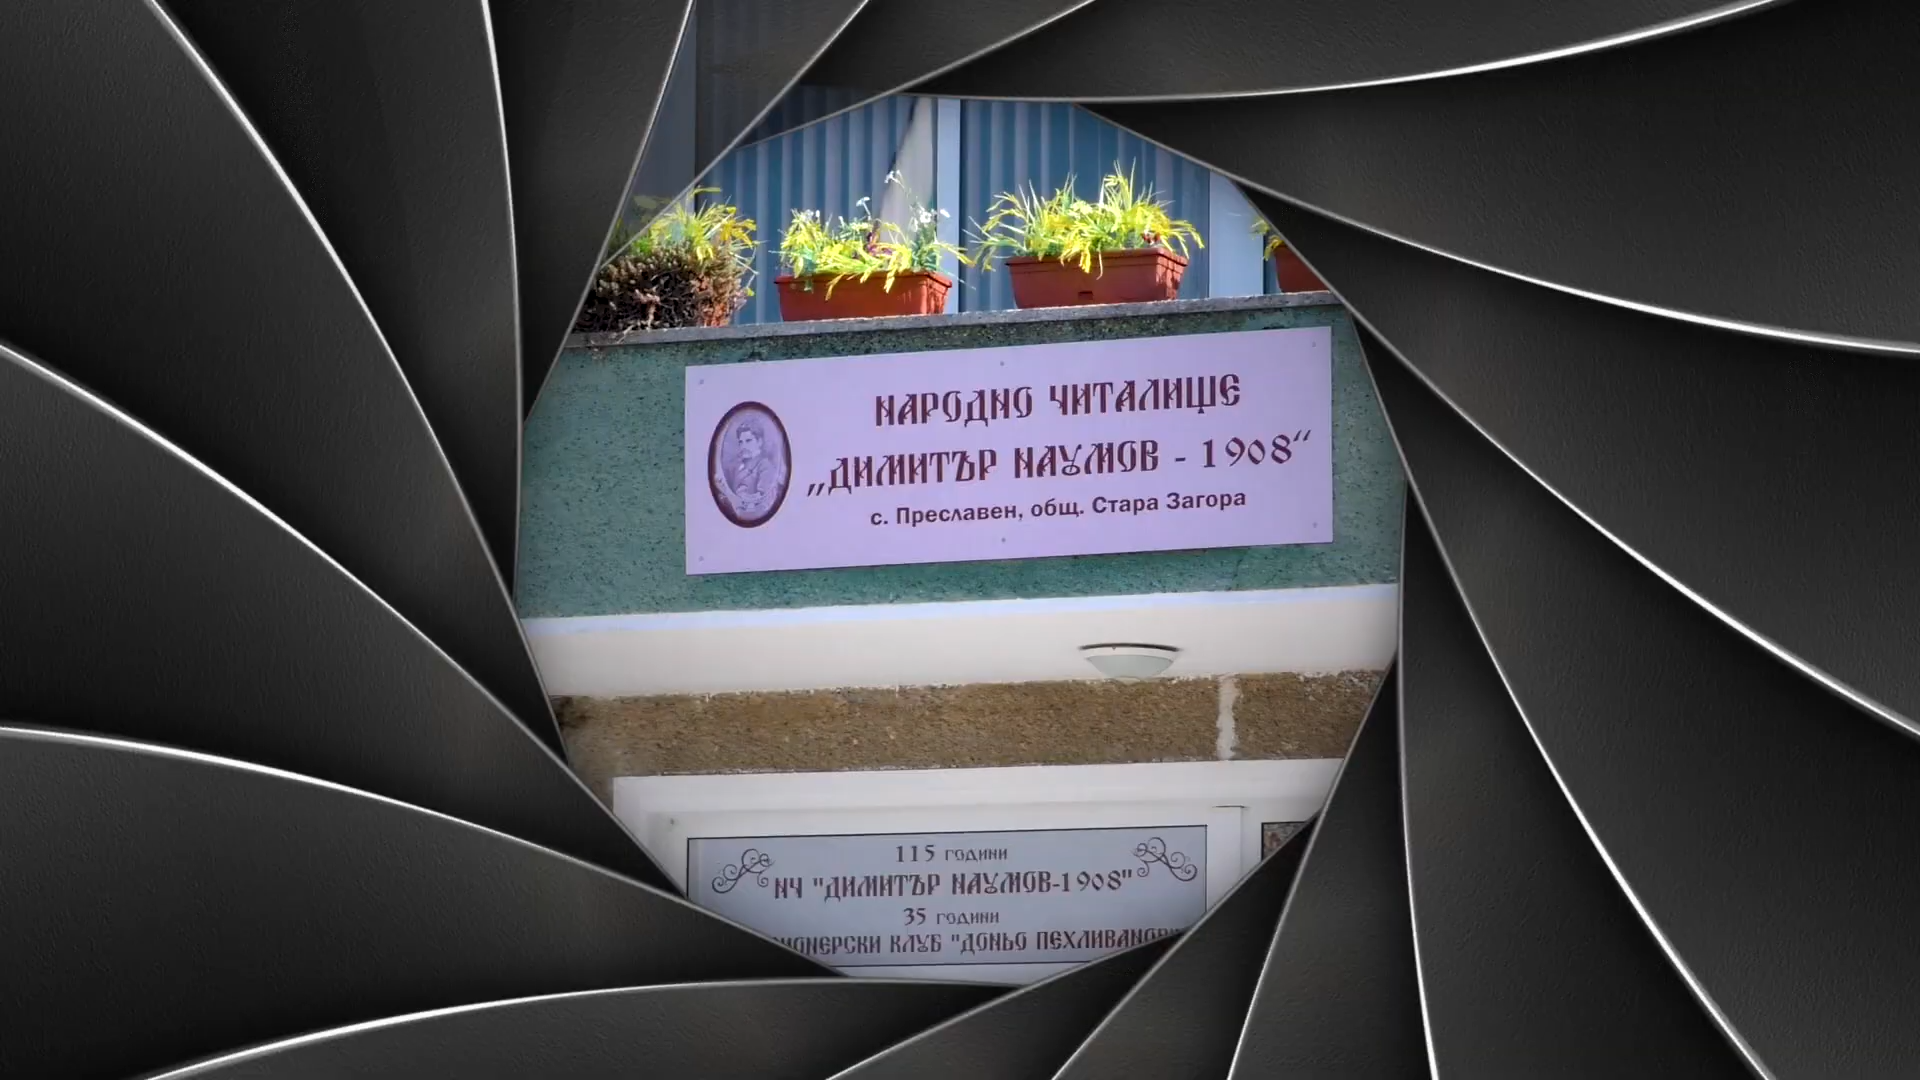 НАРОДНО ЧИТАЛИЩЕ
„ДИМИТЪР НАУМОВ - 1908“
с. Преславен, общ. Стара Загора
115 ГОДИНИ
НЧ "ДИМИТЪР НАУМОВ-1908"
35 ГОДИНИ
КЛУБ "ДОНЬО